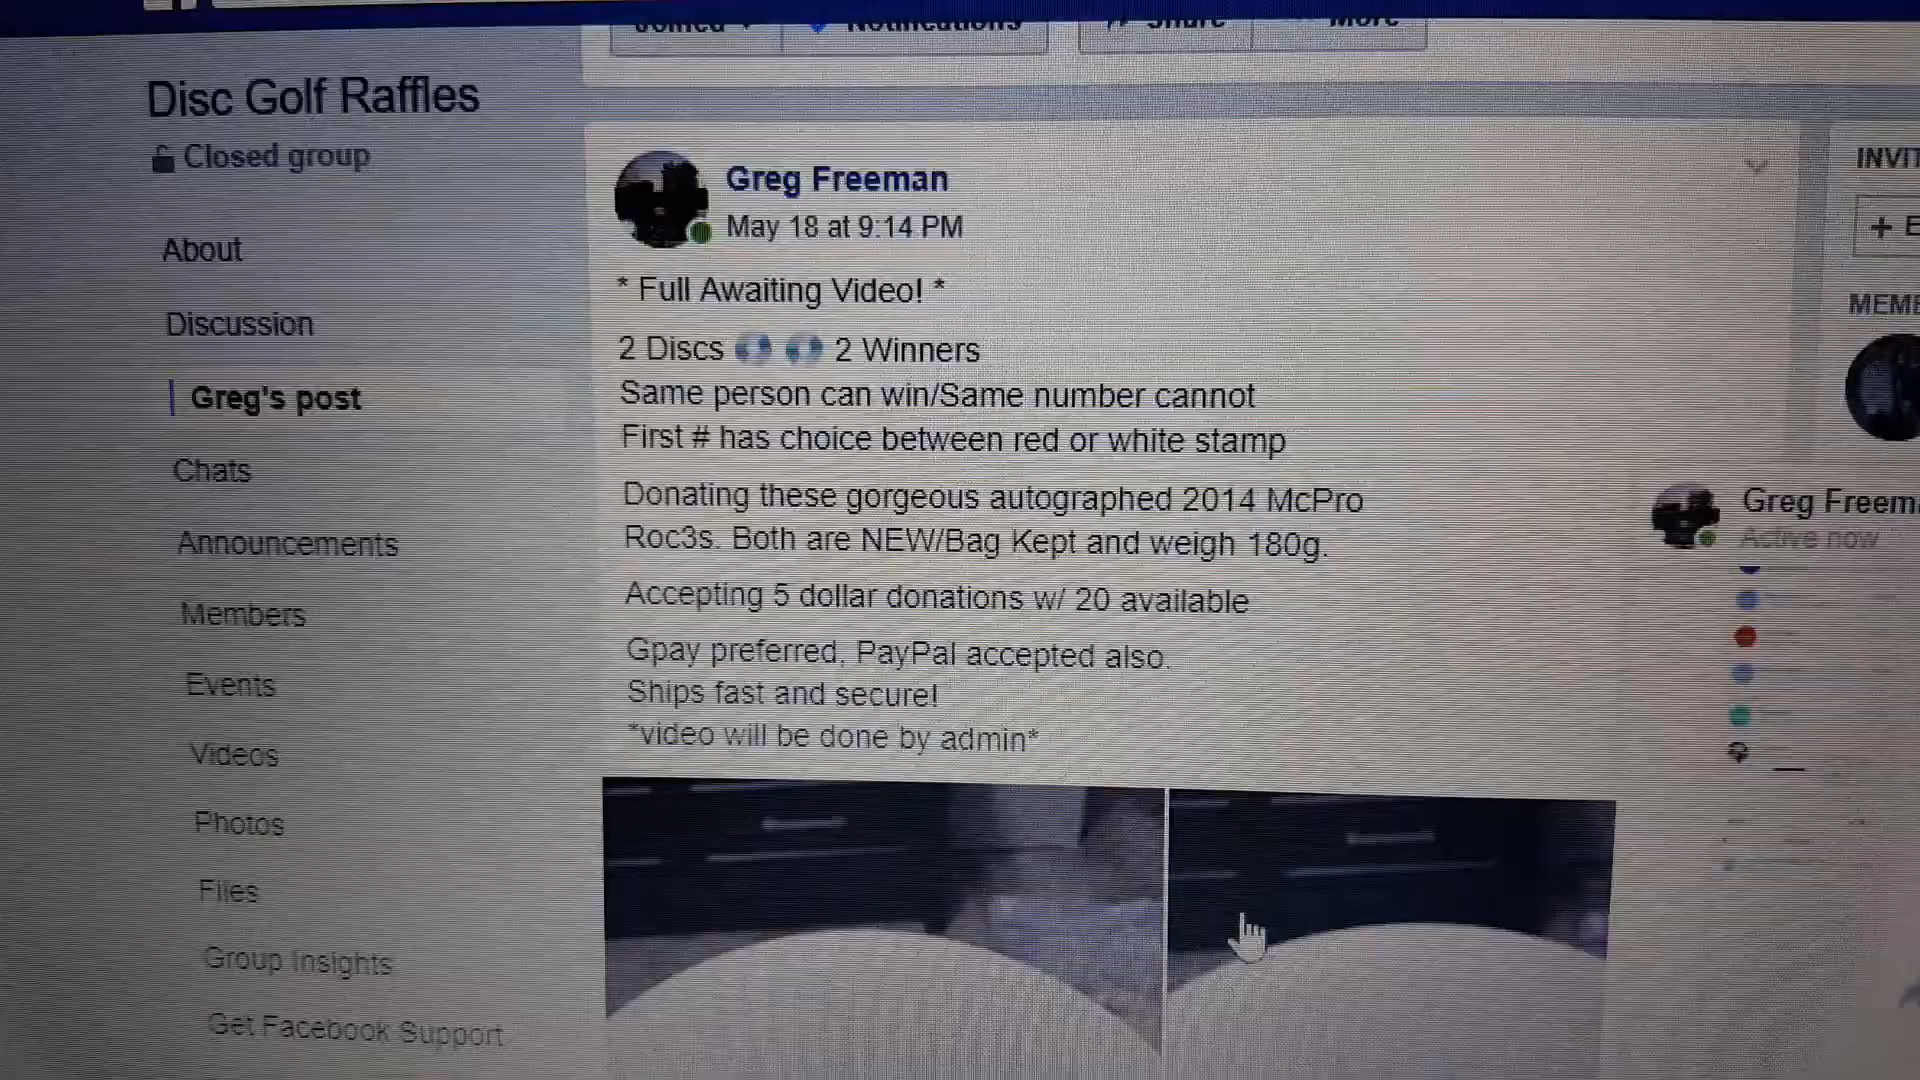 Joined
Notifications
Share
More
Disc Golf Raffles
Closed group
About
Discussion
Greg's post
Chats
Announcements
Members
Events
Videos
Photos
Files
Group Insights
Get Facebook Support
Greg Freeman
May 18 at 9:14 PM
* Full Awaiting Video! *
2 Discs 2 Winners
Same person can win/Same number cannot
First # has choice between red or white stamp
Donating these gorgeous autographed 2014 McPro
Roc3s. Both are NEW/Bag Kept and weigh 180g.
Accepting 5 dollar donations w/ 20 available
Gpay preferred, PayPal accepted also.
Ships fast and secure!
*video will be done by admin*
INVIT
+ E
MEME
Greg Freem
Active now